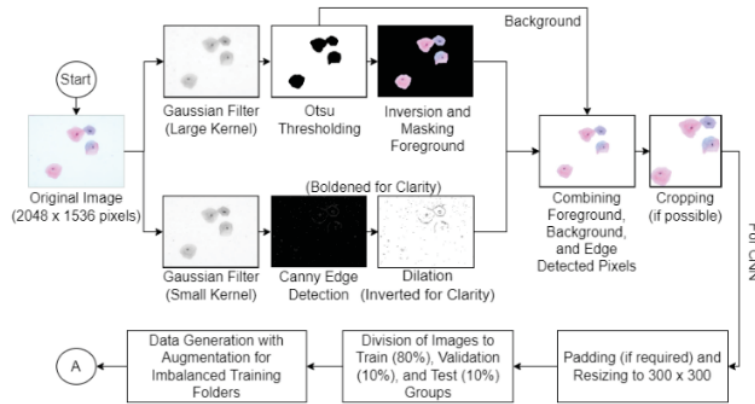 Background
Start
Gaussian Filter
(Large Kernel)
Otsu
Thresholding
Inversion and
Masking
Foreground
Original Image
(2048 x 1536 pixels)
(Boldened for Clarity)
Combining
Foreground,
Background,
and Edge
Detected Pixels
Cropping
(if possible)
Gaussian Filter
(Small Kernel)
Canny Edge
Detection
Dilation
(Inverted for Clarity)
For CNN
A
Data Generation with
Augmentation for
Imbalanced Training
Folders
Division of Images to
Train (80%), Validation
(10%), and Test (10%)
Groups
Padding (if required) and
Resizing to 300 x 300